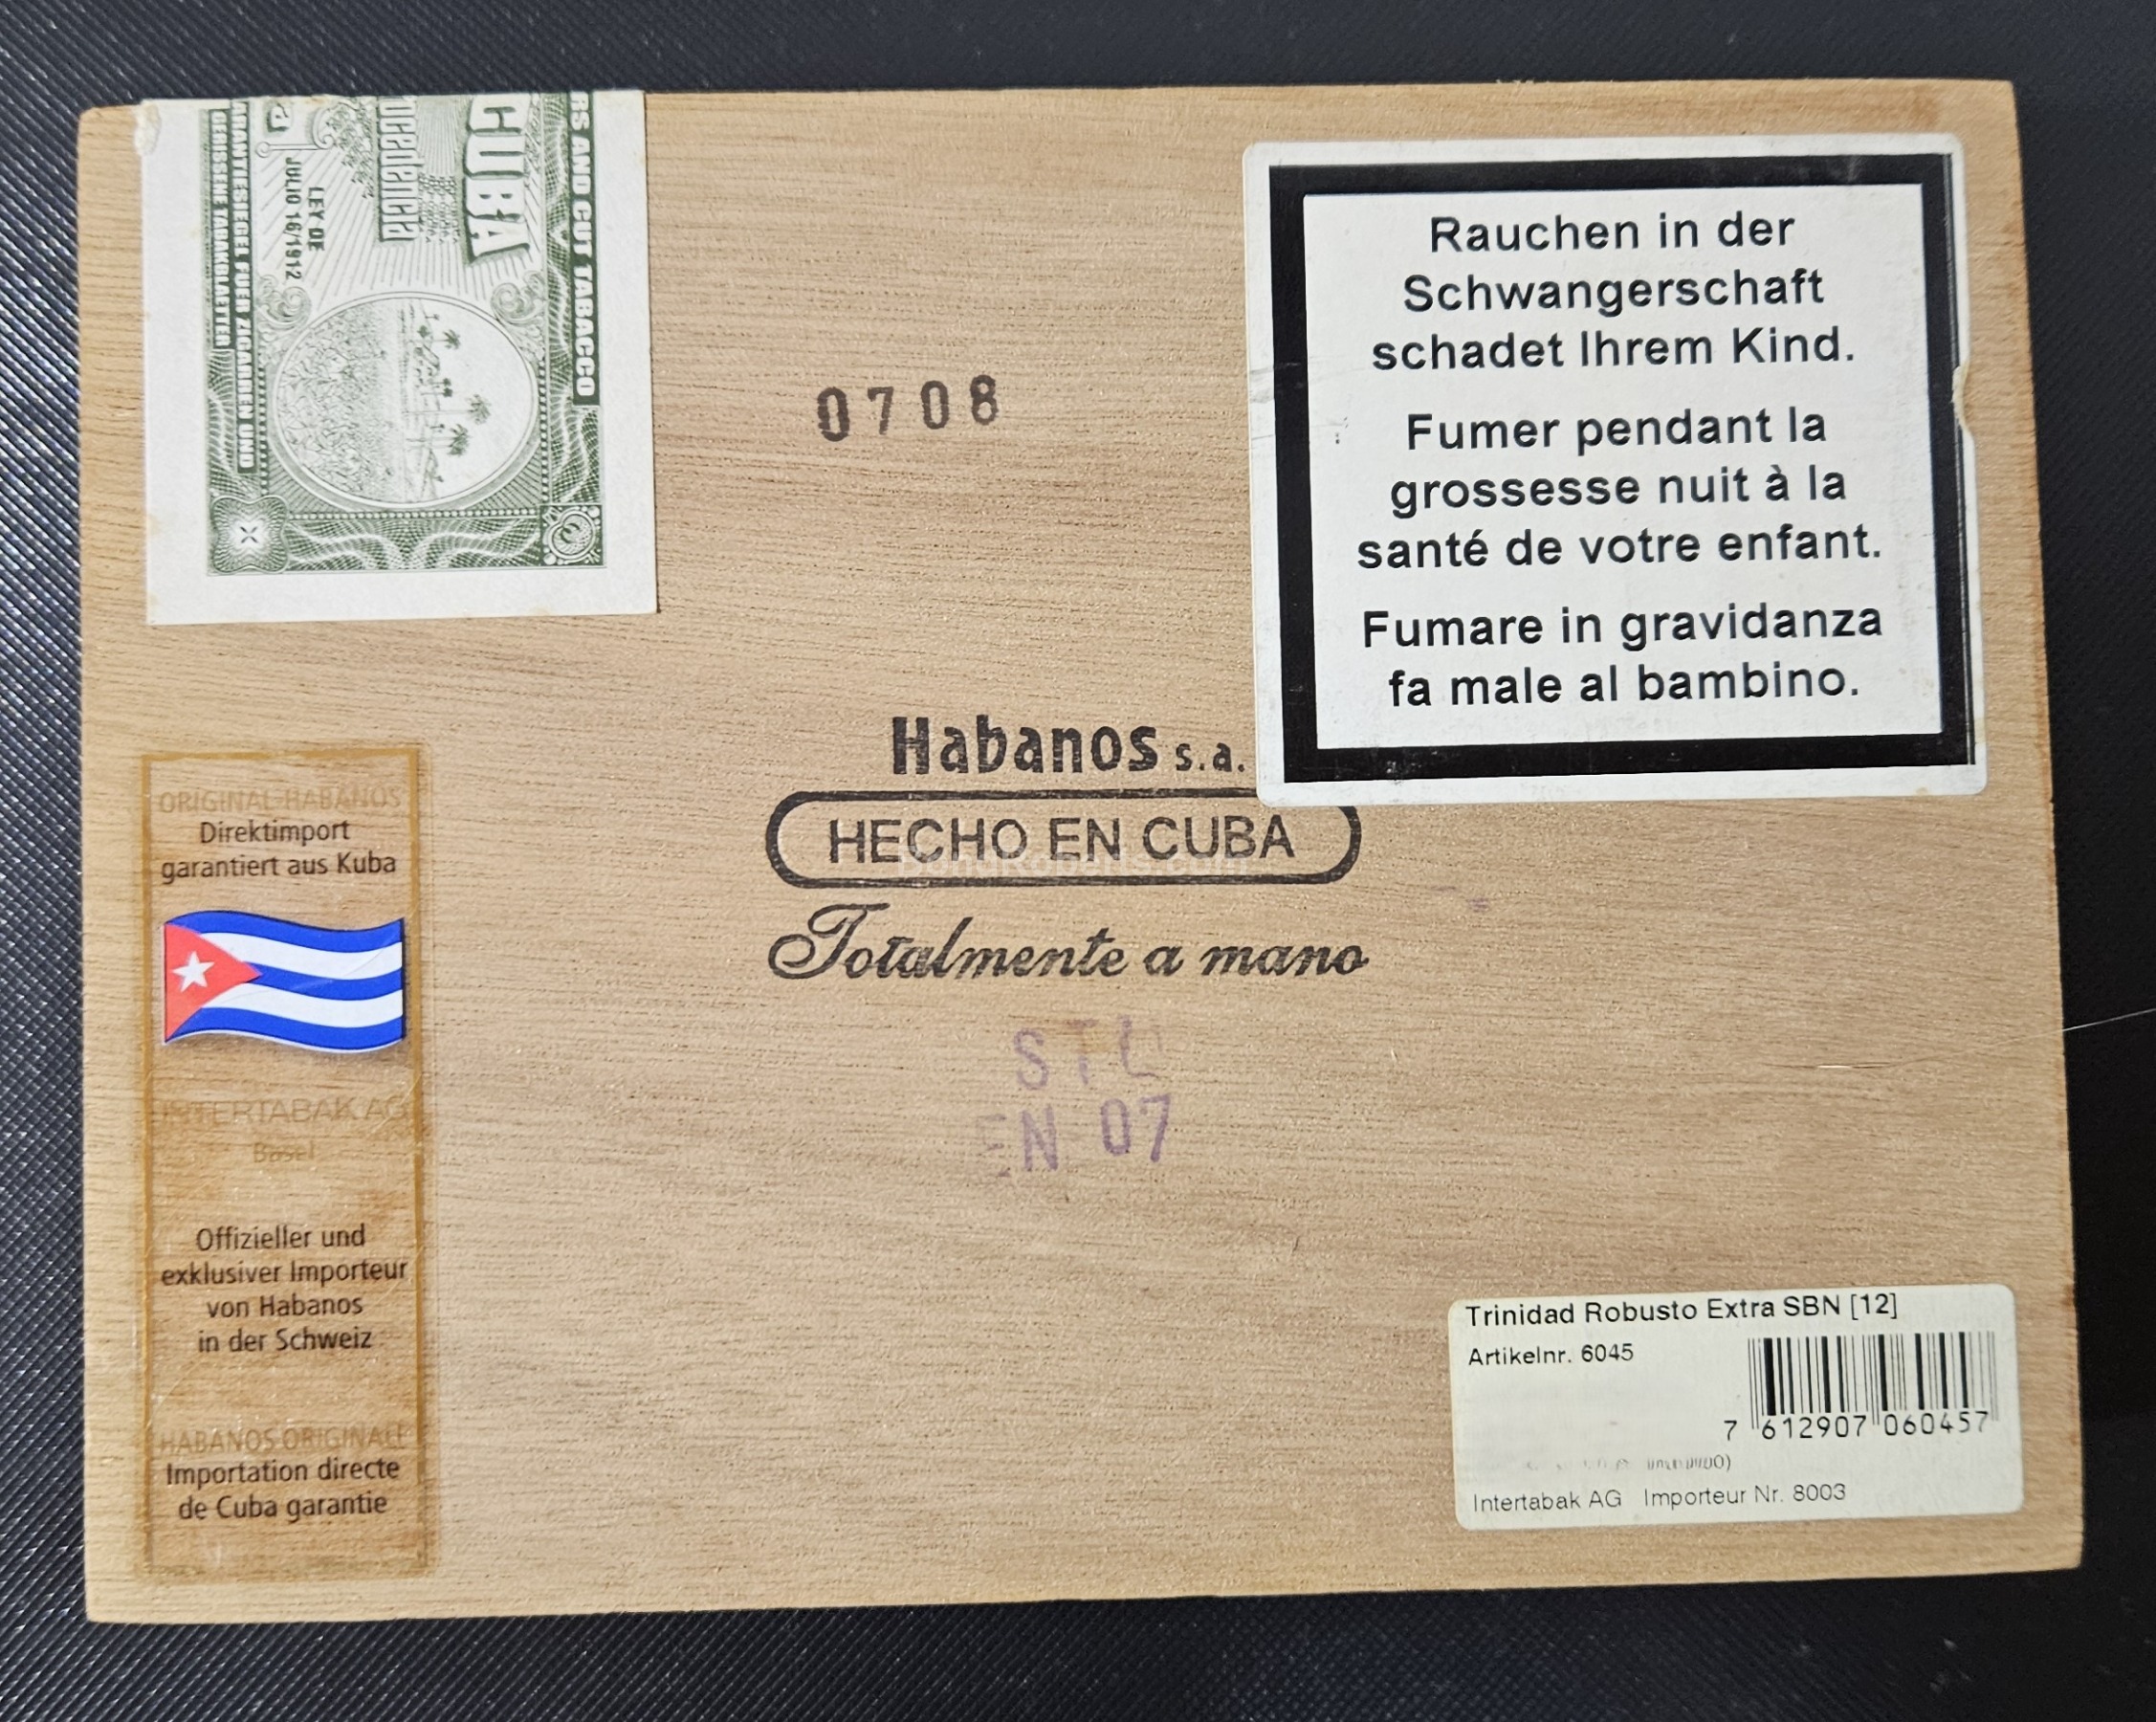 RS AND CUT TABACCO
CUBA
rocedencia
LEY DE
JULIO 16/1912
ARANTIESIEGEL FUER ZIGARREN UND
GERISSENE TABAKBLAETTER
0708
Rauchen in der
Schwangerschaft
schadet Ihrem Kind.
Fumer pendant la
grossesse nuit à la
santé de votre enfant.
Fumare in gravidanza
fa male al bambino.
Habanos s.a.
HECHO EN CUBA
Totalmente a mano
STL
EN 07
ORIGINAL-HABANOS
Direktimport
garantiert aus Kuba
INTERTABAK AG
Basel
Offizieller und
exklusiver Importeur
von Habanos
in der Schweiz
HABANOS ORIGINALE
Importation directe
de Cuba garantie
Trinidad Robusto Extra SBN [12]
Artikelnr. 6045
7 612907 060457
Intertabak AG Importeur Nr. 8003